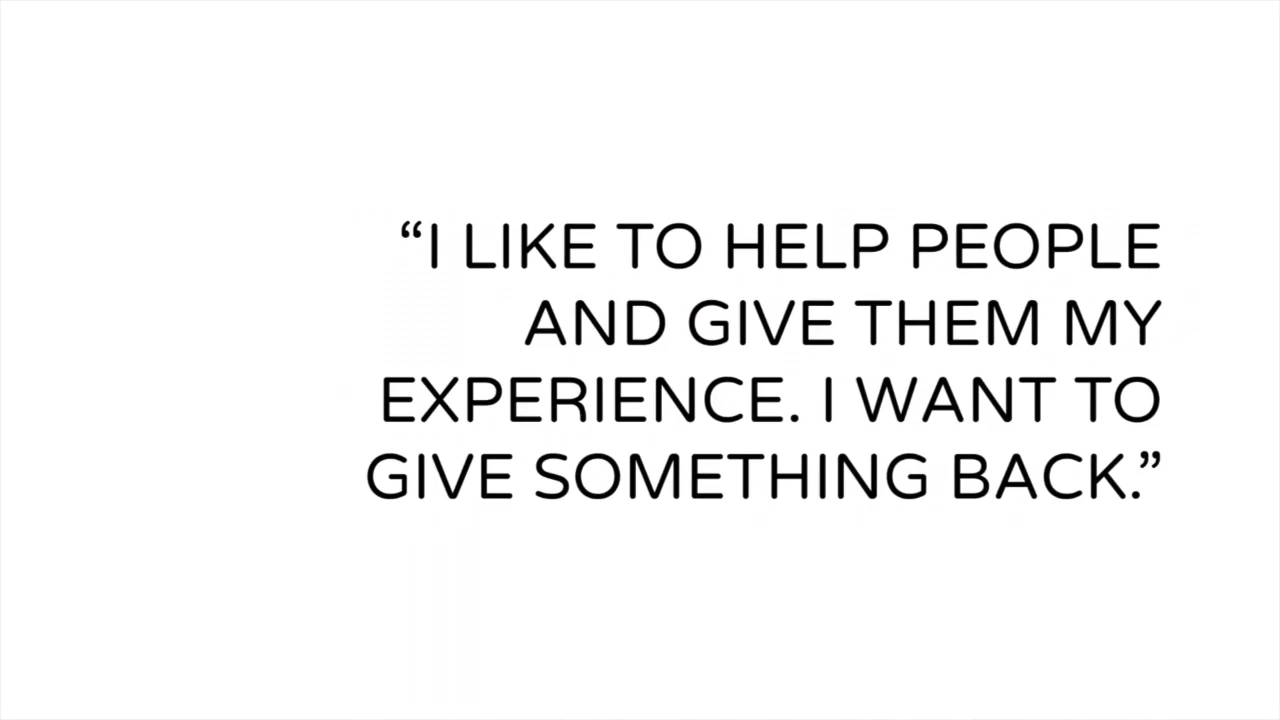 “I LIKE TO HELP PEOPLE
AND GIVE THEM MY
EXPERIENCE. I WANT TO
GIVE SOMETHING BACK.”